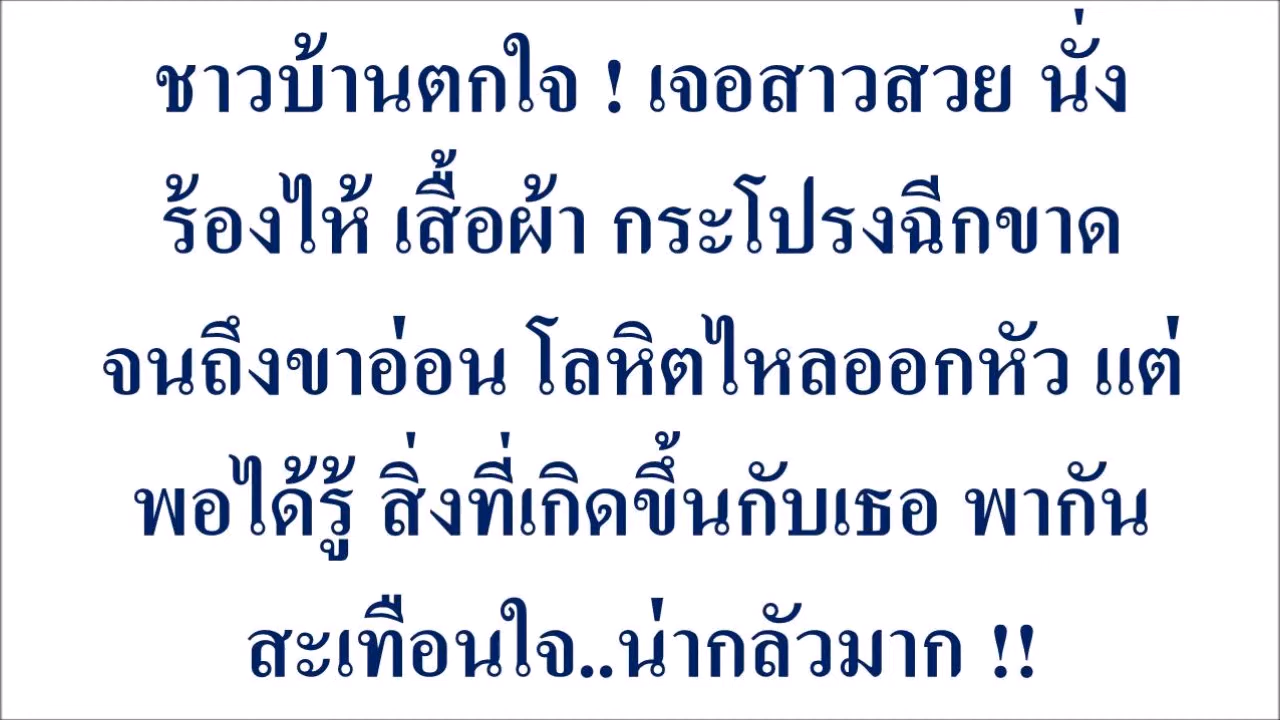 ชาวบ้านตกใจ ! เจอสาวสวย นั่ง
ร้องไห้ เสื้อผ้า กระโปรงฉีกขาด
จนถึงขาอ่อน โลหิตไหลออกหัว แต่
พอได้รู้ สิ่งที่เกิดขึ้นกับเธอ พากัน
สะเทือนใจ..น่ากลัวมาก !!